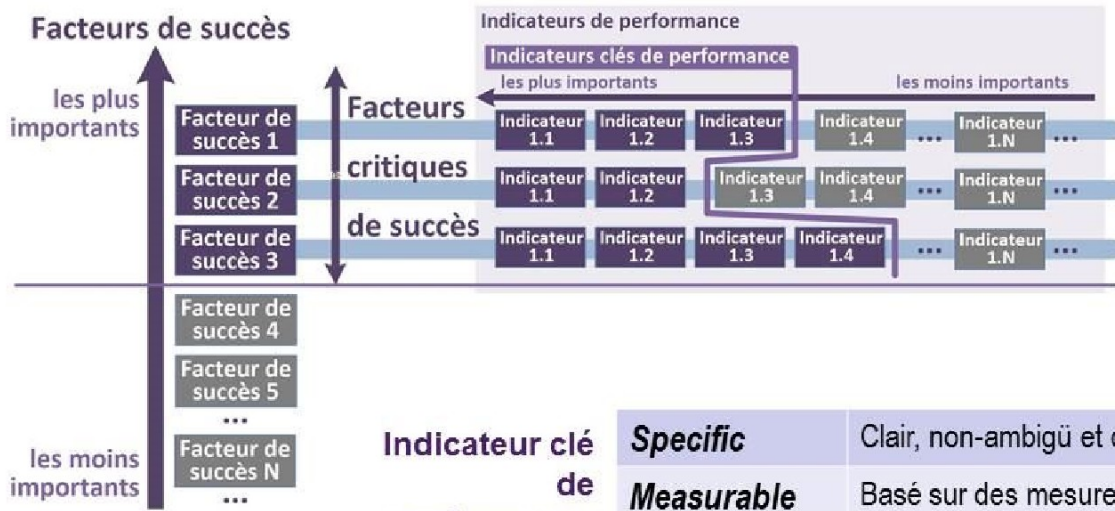 Facteurs de succès
les plus
importants
Facteur de
succès 1
Facteur de
succès 2
Facteur de
succès 3
Facteur de
succès 4
Facteur de
succès 5
...
Facteur de
succès N
...
les moins
importants
Facteurs
critiques
de succès
Indicateurs de performance
Indicateurs clés de performance
les plus importants
les moins importants
Indicateur
1.1
Indicateur
1.2
Indicateur
1.3
Indicateur
1.4
...
Indicateur
1.N
...
Indicateur
1.1
Indicateur
1.2
Indicateur
1.3
Indicateur
1.4
...
Indicateur
1.N
...
Indicateur
1.1
Indicateur
1.2
Indicateur
1.3
Indicateur
1.4
...
Indicateur
1.N
...
Indicateur clé
de
Specific
Clair, non-ambigü et
Measurable
Basé sur des mesure